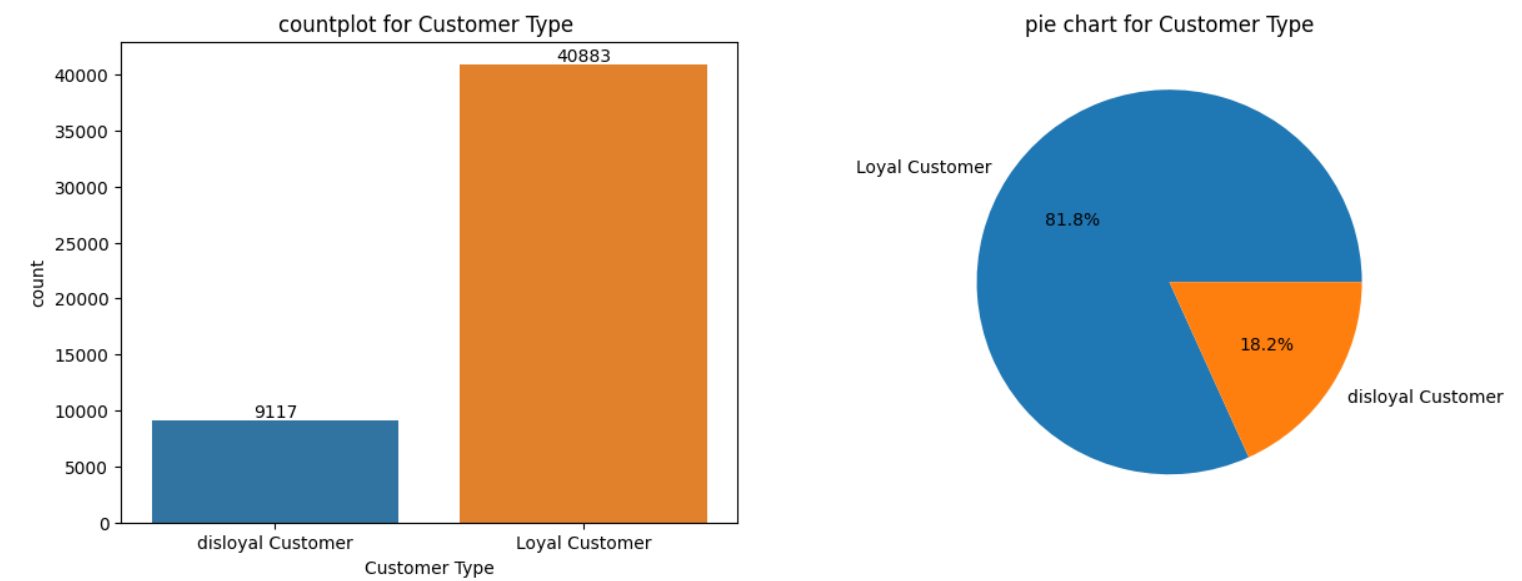 countplot for Customer Type
40883
40000
35000
30000
25000
20000
15000
10000
5000
0
9117
count
disloyal Customer
Loyal Customer
Customer Type
pie chart for Customer Type
Loyal Customer
81.8%
18.2%
disloyal Customer